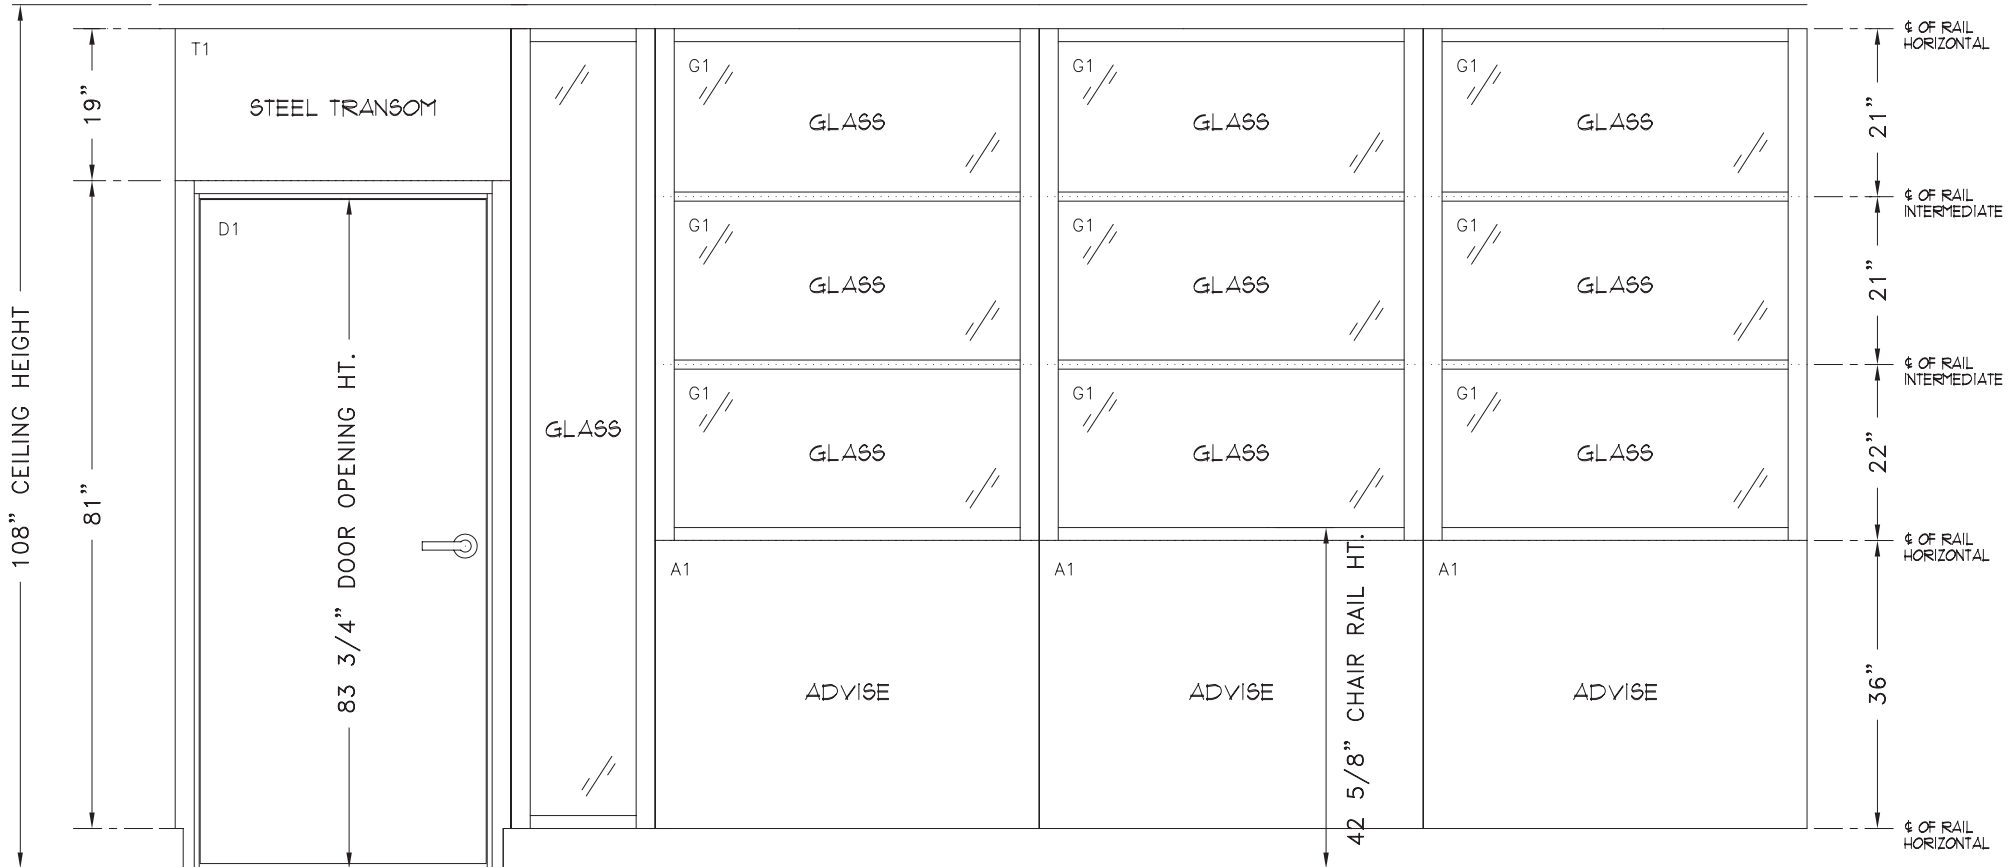 T1
STEEL TRANSOM
19”
D1
81”
108” CEILING HEIGHT
83 3/4” DOOR OPENING HT.
GLASS
G1
GLASS
G1
GLASS
G1
GLASS
G1
GLASS
G1
GLASS
G1
GLASS
G1
GLASS
G1
GLASS
G1
GLASS
A1
ADVISE
A1
ADVISE
A1
ADVISE
42 5/8” CHAIR RAIL HT.
℄ OF RAIL
HORIZONTAL
21”
℄ OF RAIL
INTERMEDIATE
21”
℄ OF RAIL
INTERMEDIATE
22”
℄ OF RAIL
HORIZONTAL
36”
℄ OF RAIL
HORIZONTAL